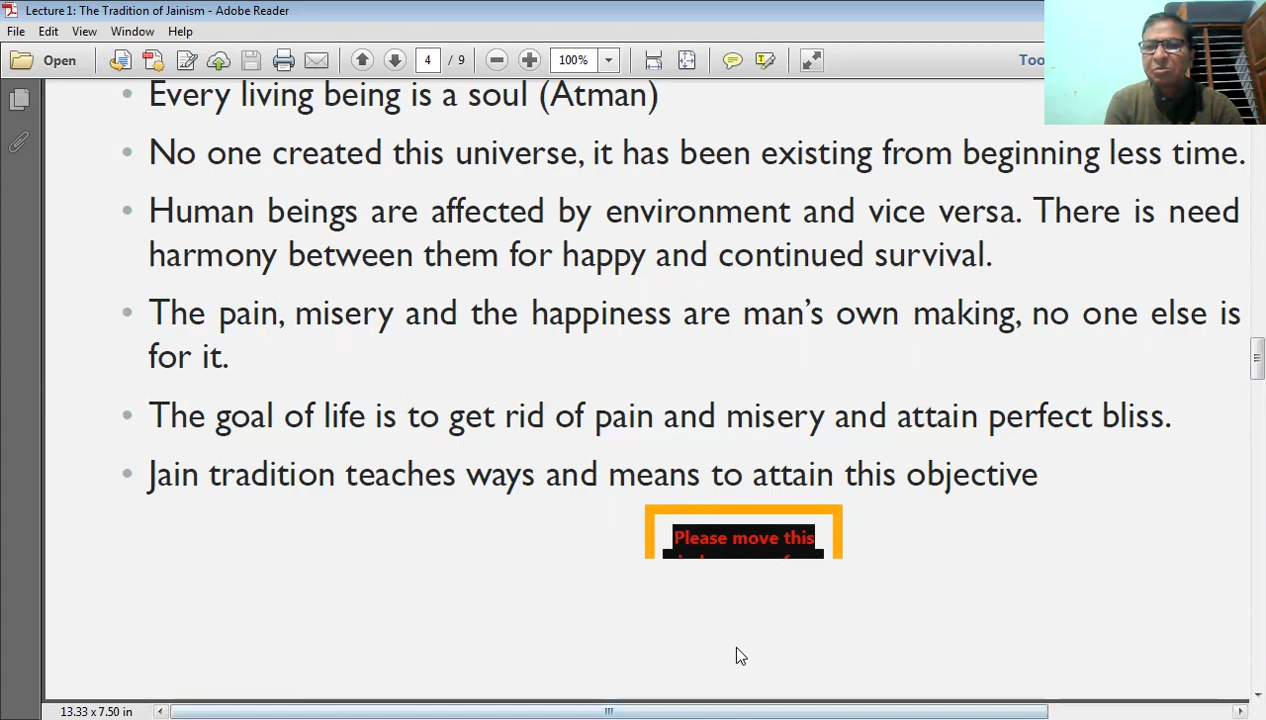 Lecture 1: The Tradition of Jainism - Adobe Reader
File Edit View Window Help
Open 4 / 9 100%
Every living being is a soul (Atman)
No one created this universe, it has been existing from beginning less time.
Human beings are affected by environment and vice versa. There is need
harmony between them for happy and continued survival.
The pain, misery and the happiness are man's own making, no one else is
for it.
The goal of life is to get rid of pain and misery and attain perfect bliss.
Jain tradition teaches ways and means to attain this objective
Please move this
13.33 x 7.50 in